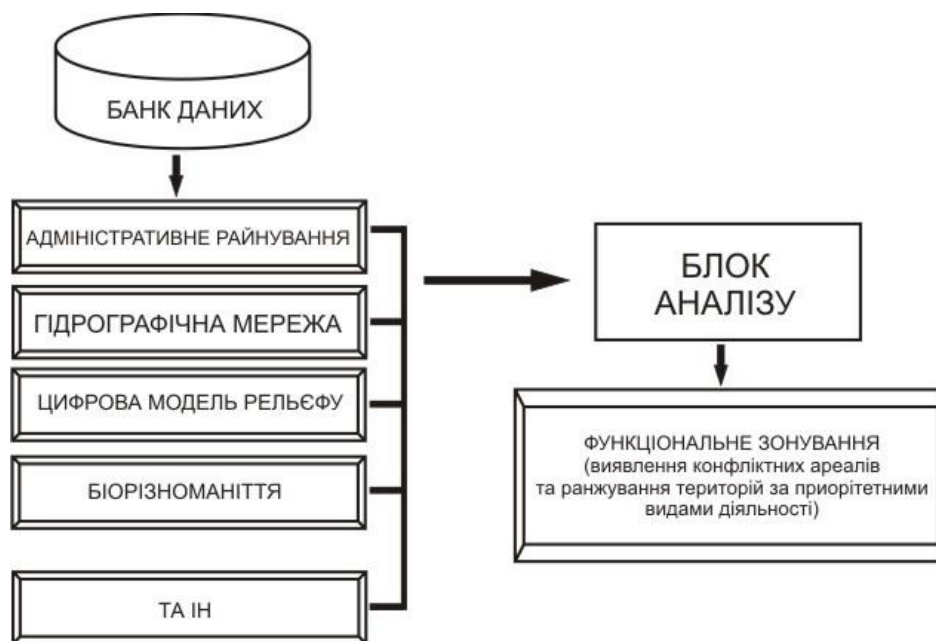 БАНК ДАНИХ
АДМІНІСТРАТИВНЕ РАЙНУВАННЯ
ГІДРОГРАФІЧНА МЕРЕЖА
ЦИФРОВА МОДЕЛЬ РЕЛЬЄФУ
БІОРІЗНОМАНІТТЯ
ТА ІН
БЛОК
АНАЛІЗУ
ФУНКЦІОНАЛЬНЕ ЗОНУВАННЯ
(виявлення конфліктних ареалів
та ранжування територій за приорітетними
видами діяльності)